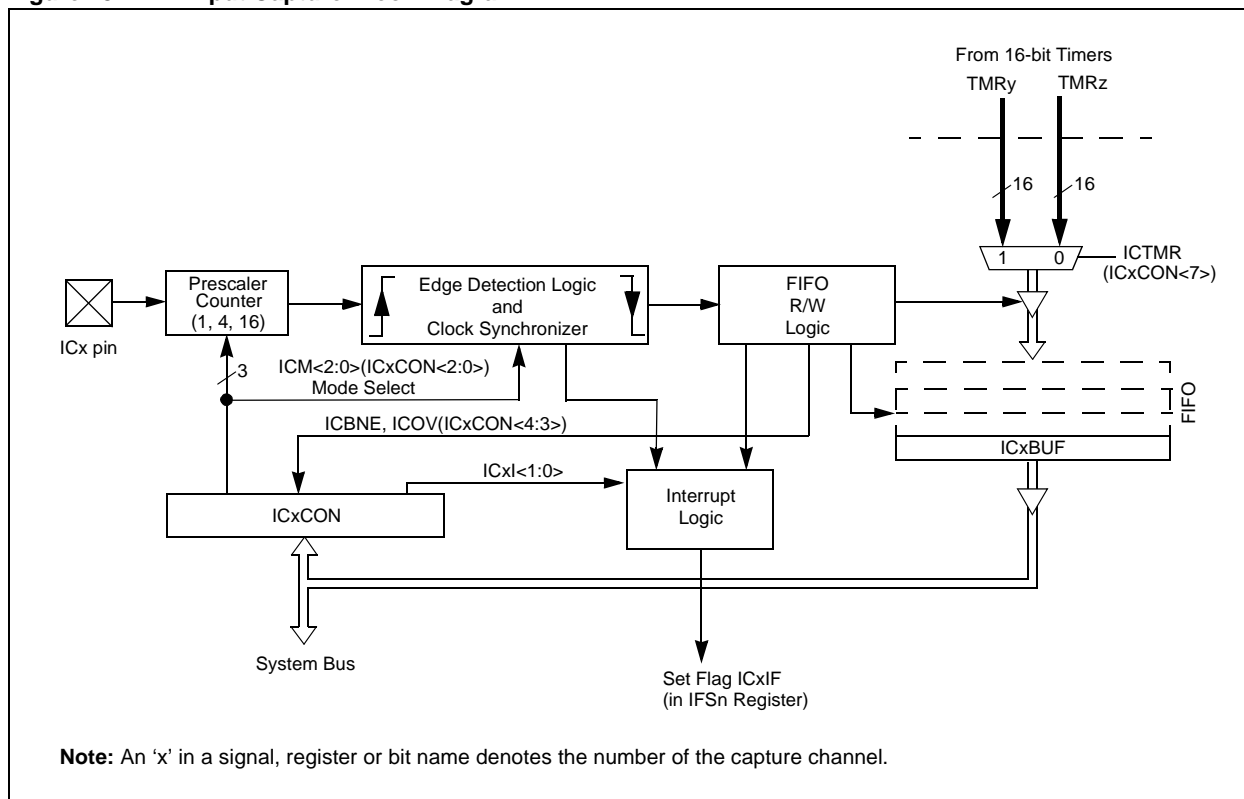 From 16-bit Timers
TMRy TMRz
16 16
1 0
ICTMR
(ICxCON<7>)
Prescaler
Counter
(1, 4, 16)
Edge Detection Logic
and
Clock Synchronizer
FIFO
R/W
Logic
ICx pin
3
ICM<2:0>(ICxCON<2:0>)
Mode Select
FIFO
ICBNE, ICOV(ICxCON<4:3>)
ICxBUF
ICxI<1:0>
Interrupt
Logic
ICxCON
System Bus
Set Flag ICxIF
(in IFSn Register)
Note: An ‘x’ in a signal, register or bit name denotes the number of the capture channel.